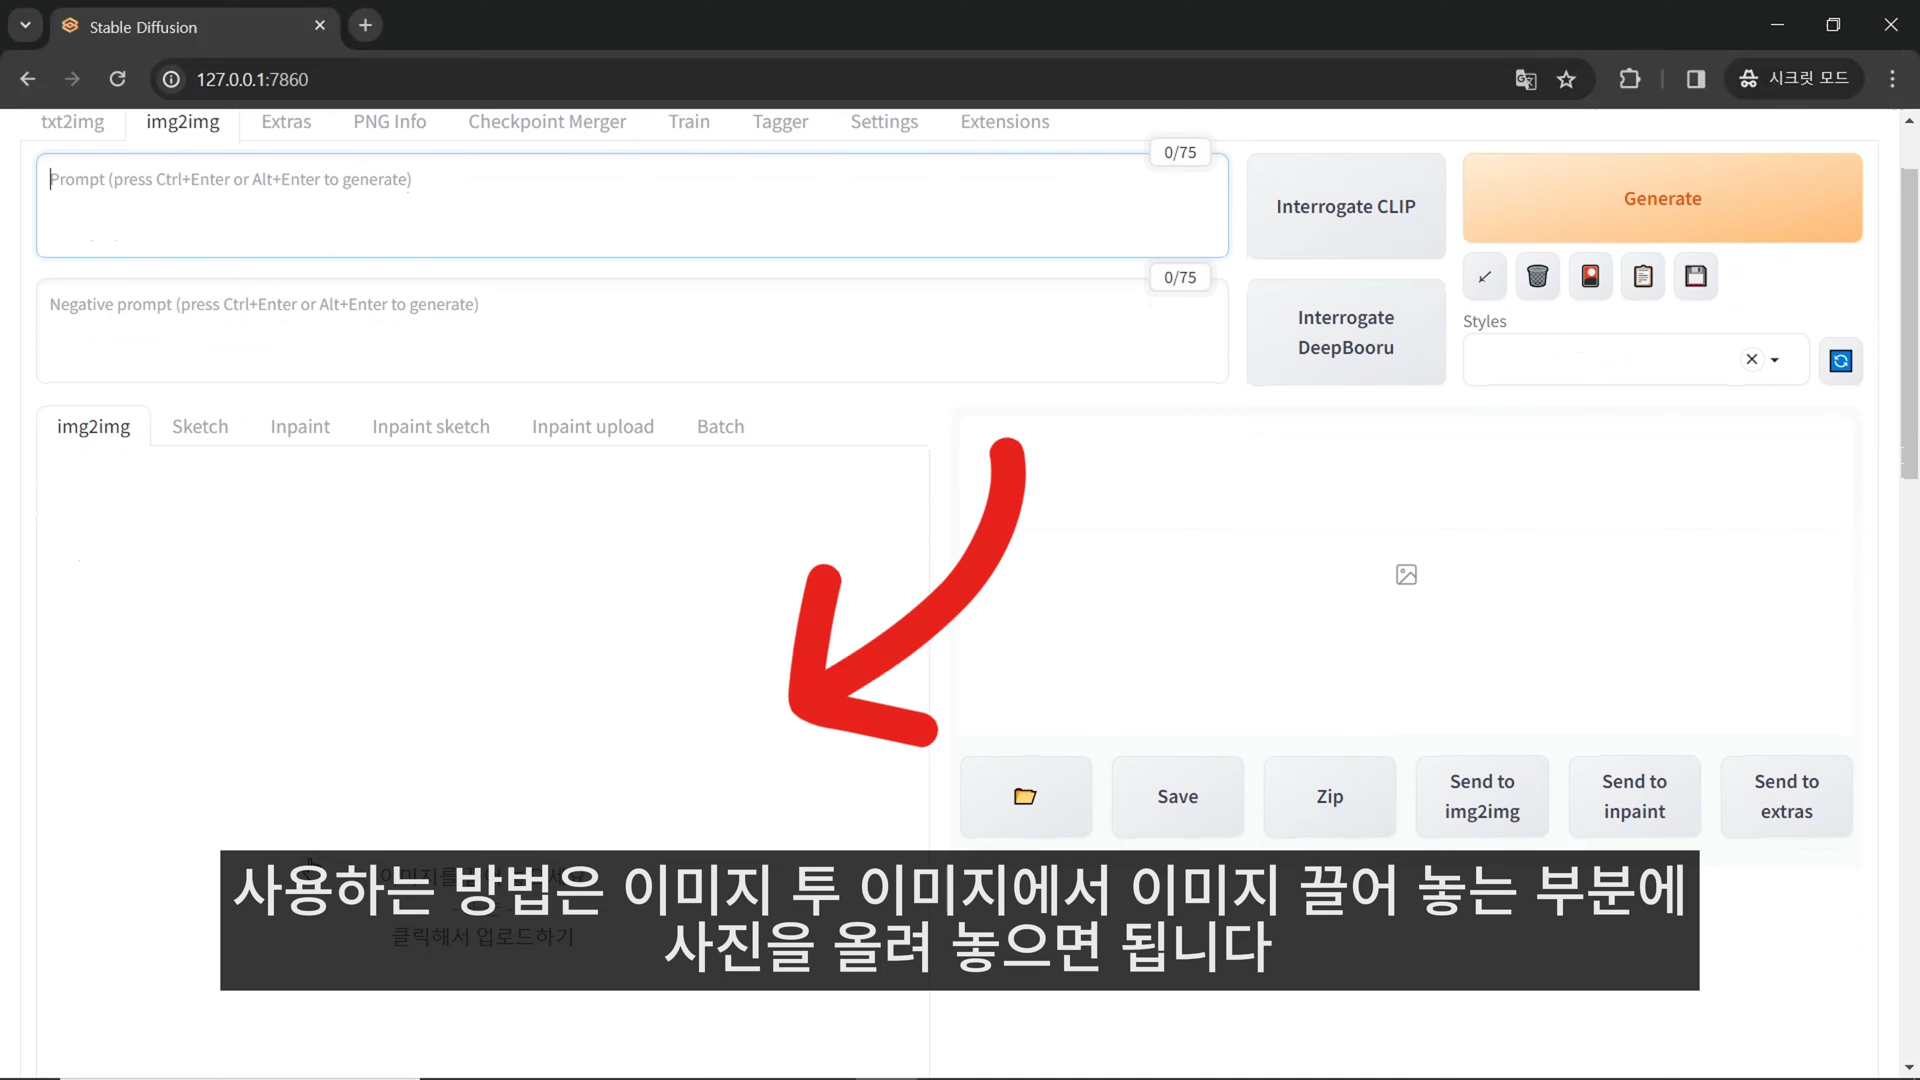 Stable Diffusion
127.0.0.1:7860
시크릿 모드
txt2img img2img Extras PNG Info Checkpoint Merger Train Tagger Settings Extensions
0/75
Prompt (press Ctrl+Enter or Alt+Enter to generate)
Interrogate CLIP
Generate
0/75
Negative prompt (press Ctrl+Enter or Alt+Enter to generate)
Interrogate
DeepBooru
Styles
img2img Sketch Inpaint Inpaint sketch Inpaint upload Batch
Save
Zip
Send to
img2img
Send to
inpaint
Send to
extras
사용하는 방법은 이미지 투 이미지에서 이미지 끌어 놓는 부분에
사진을 올려 놓으면 됩니다
클릭해서 업로드하기